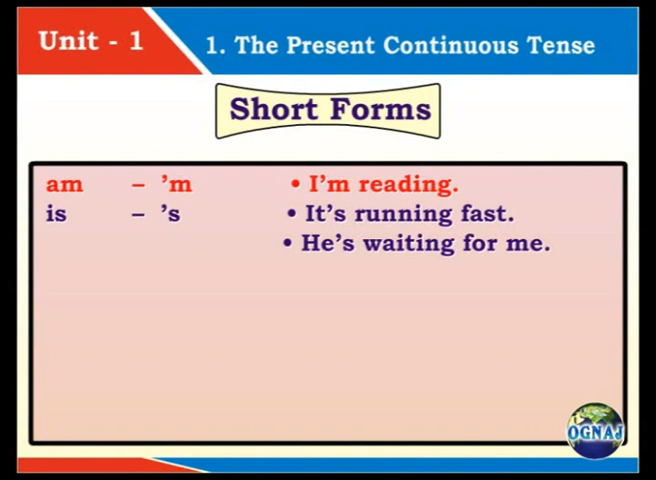 Unit - 1
1. The Present Continuous Tense
Short Forms
am – ’m • I’m reading.
is – ’s • It’s running fast.
• He’s waiting for me.
OGNAJ